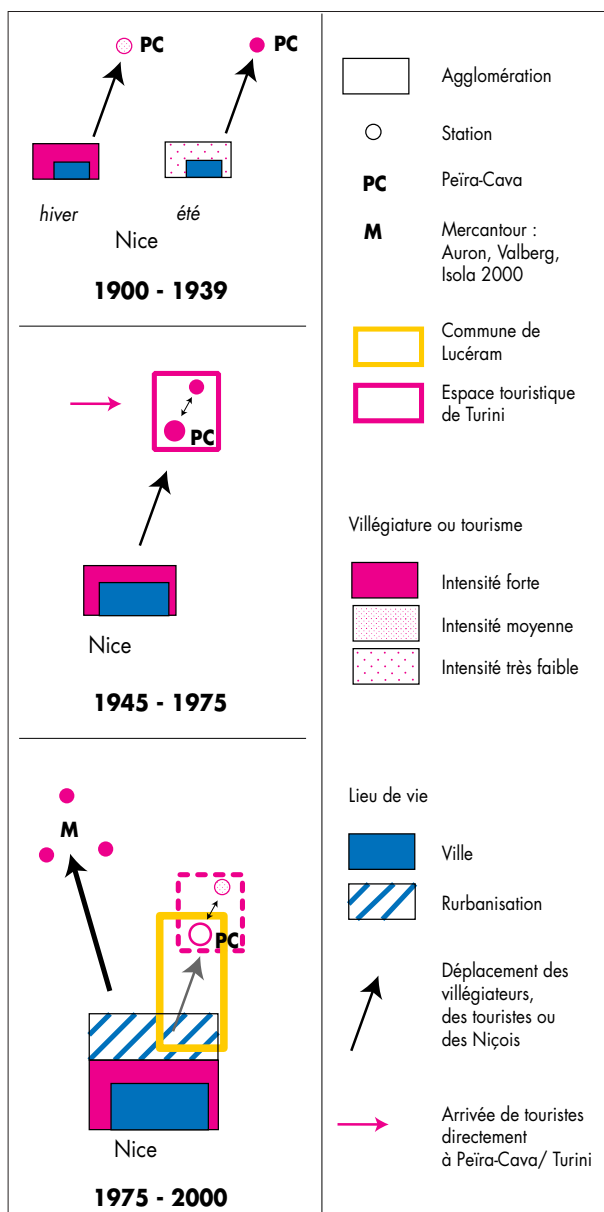 PC
PC
hiver
été
Nice
1900 - 1939
PC
Nice
1945 - 1975
M
PC
Nice
1975 - 2000
Agglomération
Station
PC
Peïra-Cava
M
Mercantour :
Auron, Valberg,
Isola 2000
Commune de
Lucéram
Espace touristique
de Turini
Villégiature ou tourisme
Intensité forte
Intensité moyenne
Intensité très faible
Lieu de vie
Ville
Rurbanisation
Déplacement des
villégiateurs,
des touristes ou
des Niçois
Arrivée de touristes
directement
à Peïra-Cava/ Turini